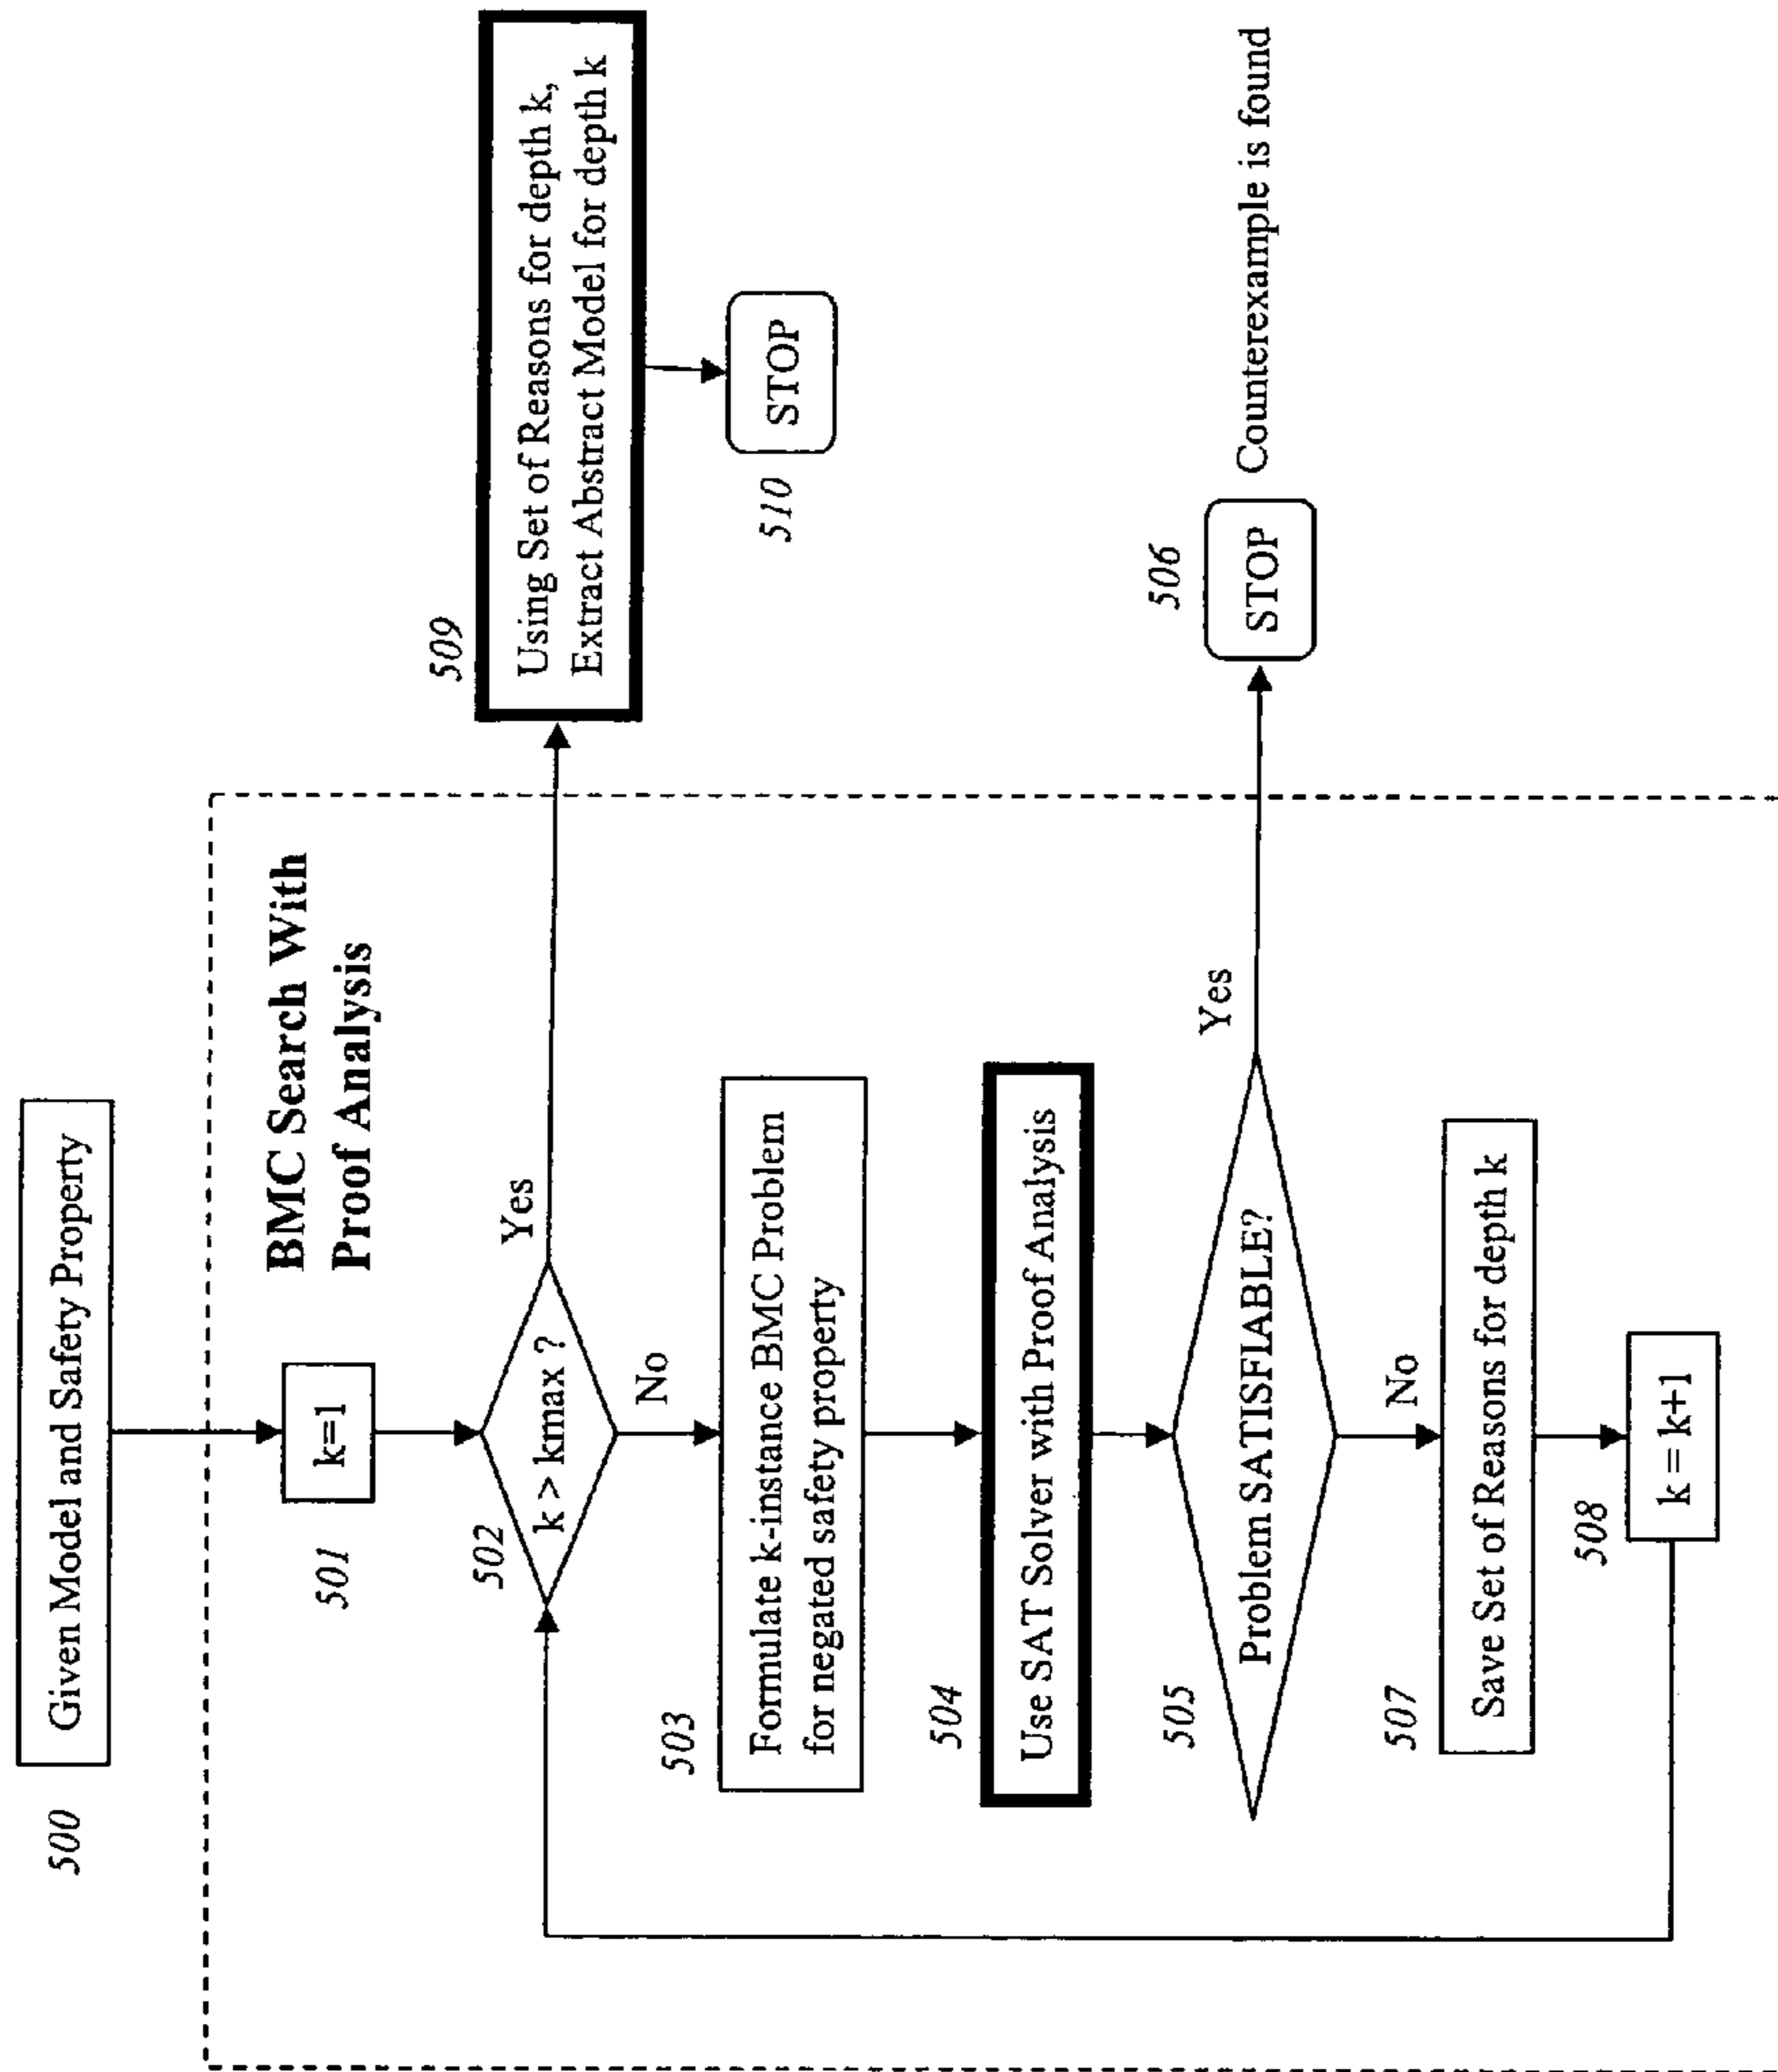 500
Given Model and Safety Property
BMC Search With
Proof Analysis
501
k=1
502
k > kmax ?
Yes
No
509
Using Set of Reasons for depth k,
Extract Abstract Model for depth k
510
STOP
503
Formulate k-instance BMC Problem
for negated safety property
504
Use SAT Solver with Proof Analysis
505
Problem SATISFIABLE?
Yes
No
506
STOP
Counterexample is found
507
Save Set of Reasons for depth k
508
k = k+1